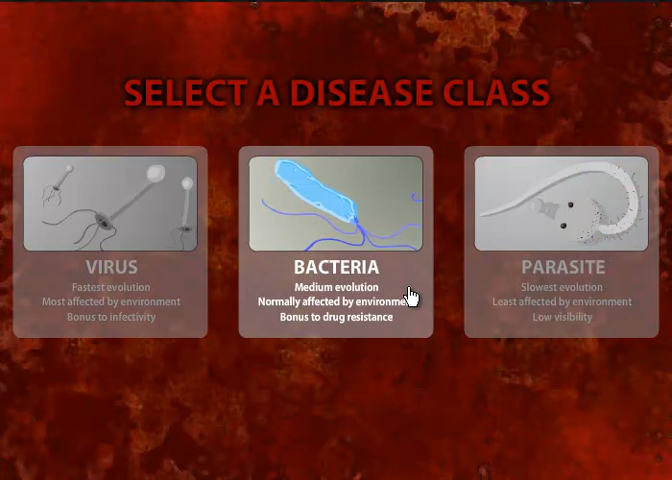 SELECT A DISEASE CLASS
VIRUS
Fastest evolution
Most affected by environment
Bonus to infectivity
BACTERIA
Medium evolution
Normally affected by environme
Bonus to drug resistance
PARASITE
Slowest evolution
Least affected by environment
Low visibility